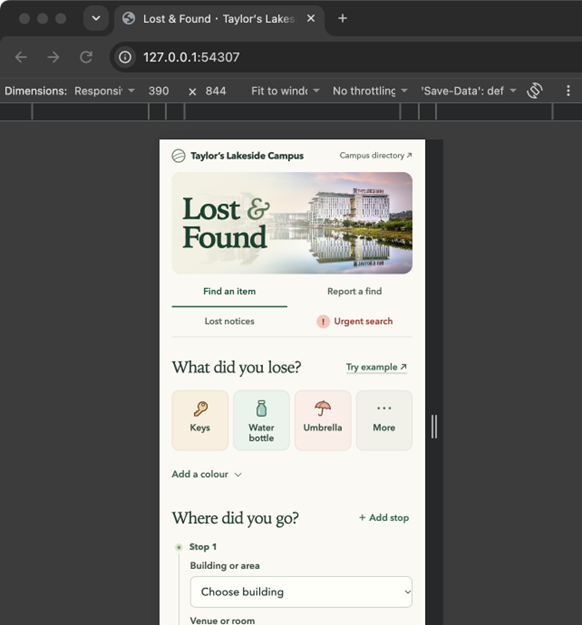 Lost & Found · Taylor's Lakes
127.0.0.1:54307
Dimensions: Responsi 390 × 844 Fit to wind No throttling 'Save-Data': def
Taylor's Lakeside Campus
Campus directory ↗
Lost &
Found
Find an item
Report a find
Lost notices
! Urgent search
What did you lose?
Try example ↗
Keys
Water
bottle
Umbrella
More
Add a colour
Where did you go?
+ Add stop
Stop 1
Building or area
Choose building
Venue or room